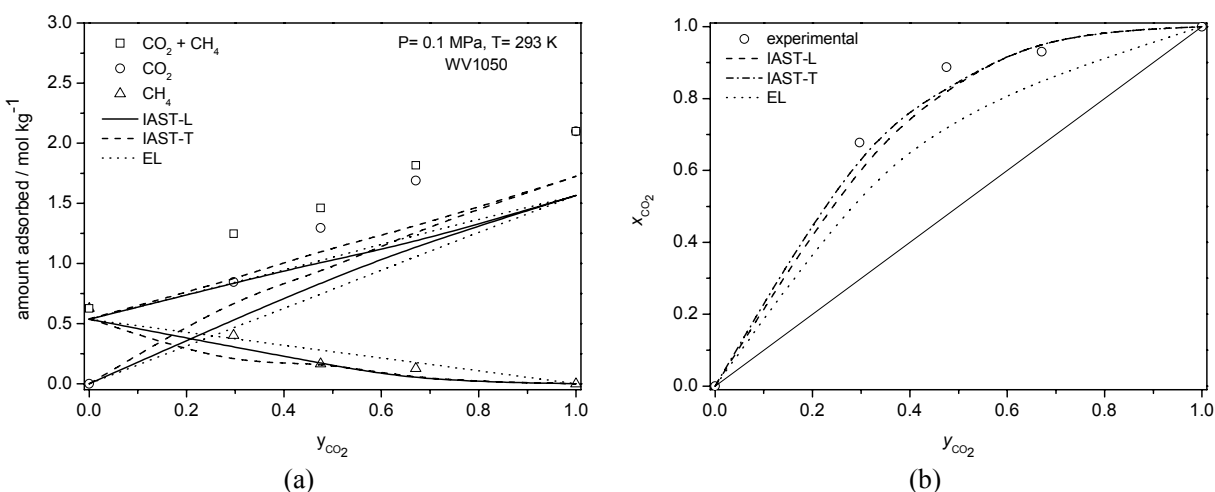 3.0
2.5
2.0
1.5
1.0
0.5
0.0
amount adsorbed / mol kg⁻¹
CO₂ + CH₄
CO₂
CH₄
IAST-L
IAST-T
EL
P= 0.1 MPa, T= 293 K
WV1050
0.0 0.2 0.4 0.6 0.8 1.0
y CO₂
(a)
1.0
0.8
0.6
0.4
0.2
0.0
x CO₂
experimental
IAST-L
IAST-T
EL
0.0 0.2 0.4 0.6 0.8 1.0
y CO₂
(b)